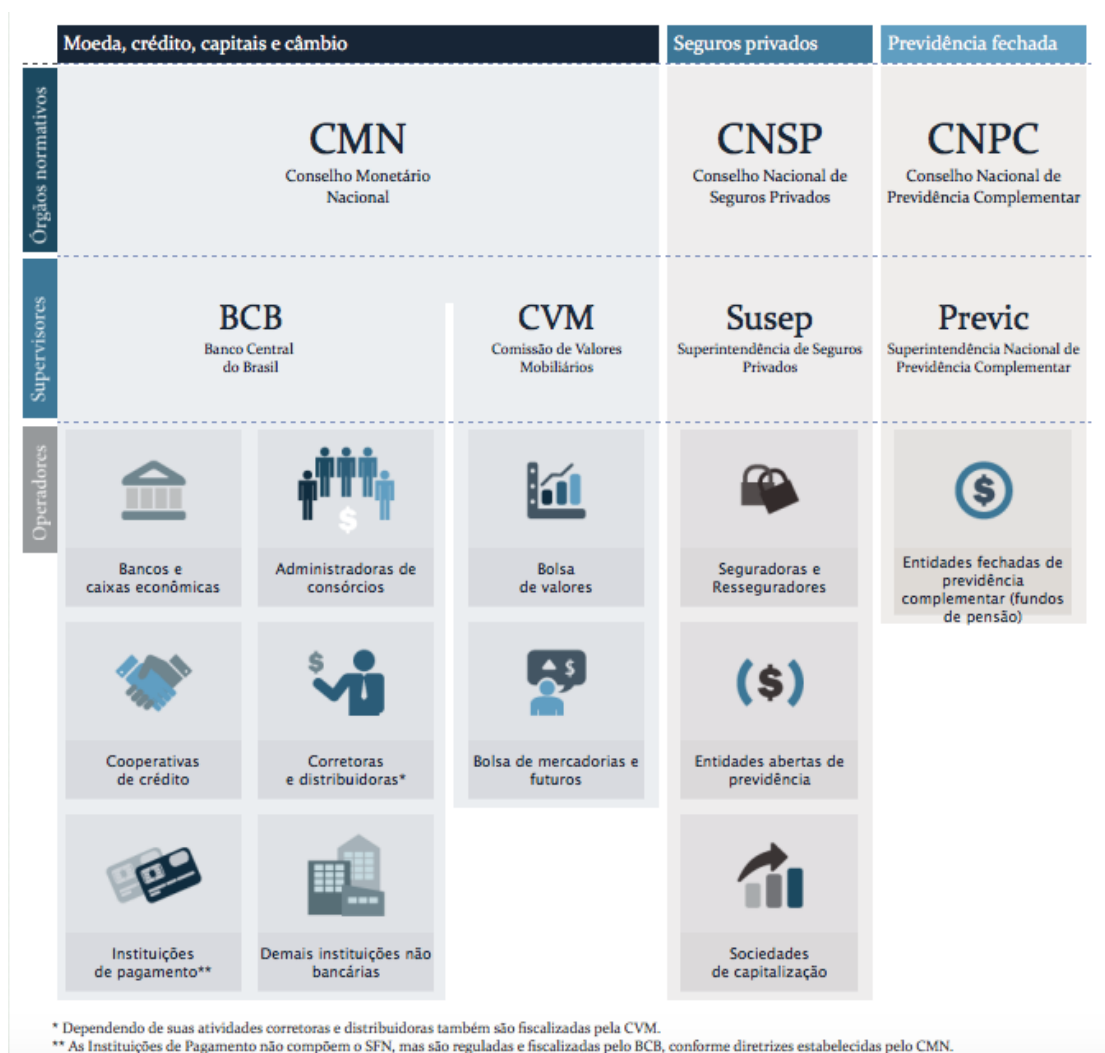 Moeda, crédito, capitais e câmbio
Seguros privados
Previdência fechada
Órgãos normativos
CMN
Conselho Monetário
Nacional
CNSP
Conselho Nacional de
Seguros Privados
CNPC
Conselho Nacional de
Previdência Complementar
Supervisores
BCB
Banco Central
do Brasil
CVM
Comissão de Valores
Mobiliários
Susep
Superintendência de Seguros
Privados
Previc
Superintendência Nacional de
Previdência Complementar
Operadores
Bancos e
caixas econômicas
$
Administradoras de
consórcios
Bolsa
de valores
Seguradoras e
Resseguradores
$
Entidades fechadas de
previdência
complementar (fundos
de pensão)
Cooperativas
de crédito
$
Corretoras
e distribuidoras*
$
Bolsa de mercadorias e
futuros
($)
Entidades abertas de
previdência
Instituições
de pagamento**
Demais instituições não
bancárias
Sociedades
de capitalização
* Dependendo de suas atividades corretoras e distribuidoras também são fiscalizadas pela CVM.
** As Instituições de Pagamento não compõem o SFN, mas são reguladas e fiscalizadas pelo BCB, conforme diretrizes estabelecidas pelo CMN.